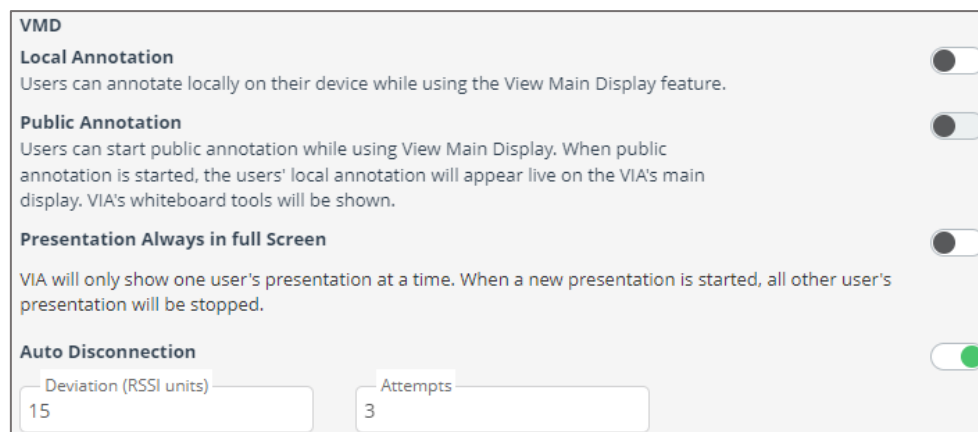 VMD
Local Annotation
Users can annotate locally on their device while using the View Main Display feature.
Public Annotation
Users can start public annotation while using View Main Display. When public
annotation is started, the users' local annotation will appear live on the VIA's main
display. VIA's whiteboard tools will be shown.
Presentation Always in full Screen
VIA will only show one user's presentation at a time. When a new presentation is started, all other user's
presentation will be stopped.
Auto Disconnection
Deviation (RSSI units)
15
Attempts
3